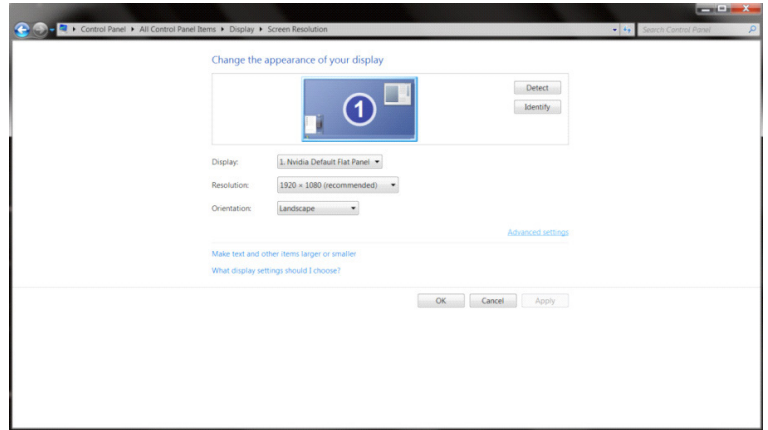 Control Panel ▸ All Control Panel Items ▸ Display ▸ Screen Resolution
Search Control Panel
Change the appearance of your display
1
Detect
Identify
Display: 1. Nvidia Default Flat Panel
Resolution: 1920 × 1080 (recommended)
Orientation: Landscape
Advanced settings
Make text and other items larger or smaller
What display settings should I choose?
OK Cancel Apply